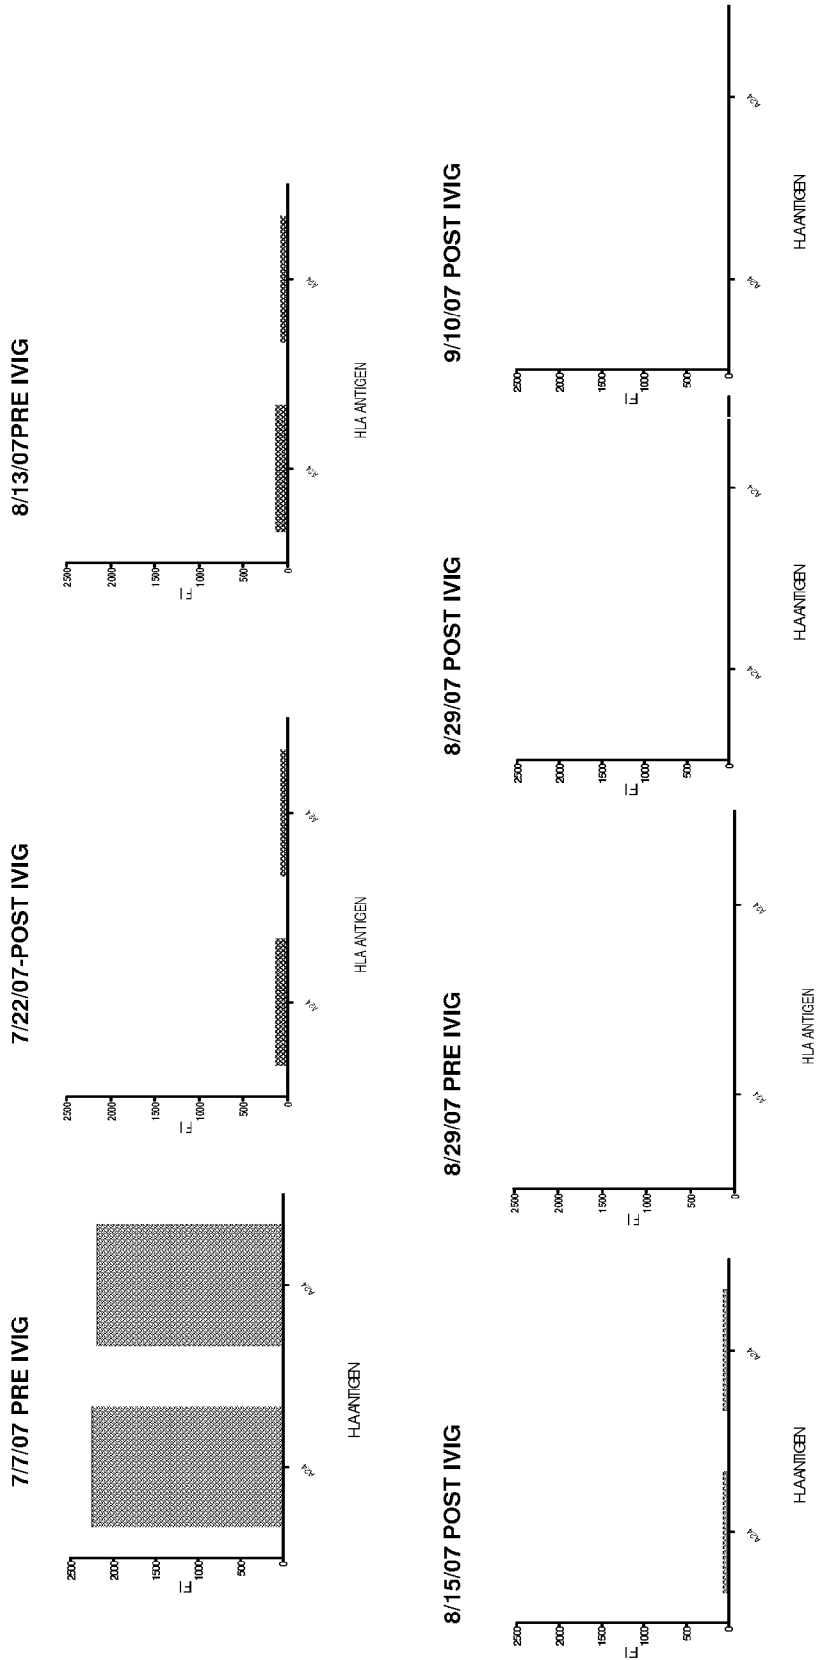 7/7/07 PRE IVIG
2500
2000
1500
1000
500
0
FI
A24
A24
HLA ANTIGEN
7/22/07-POST IVIG
2500
2000
1500
1000
500
0
FI
A24
A24
HLA ANTIGEN
8/13/07PRE IVIG
2500
2000
1500
1000
500
0
FI
A24
A24
HLA ANTIGEN
8/15/07 POST IVIG
2500
2000
1500
1000
500
0
FI
A24
A24
HLA ANTIGEN
8/29/07 PRE IVIG
2500
2000
1500
1000
500
0
FI
A24
A24
HLA ANTIGEN
8/29/07 POST IVIG
2500
2000
1500
1000
500
0
FI
A24
A24
HLA ANTIGEN
9/10/07 POST IVIG
2500
2000
1500
1000
500
0
FI
A24
A24
HLA ANTIGEN